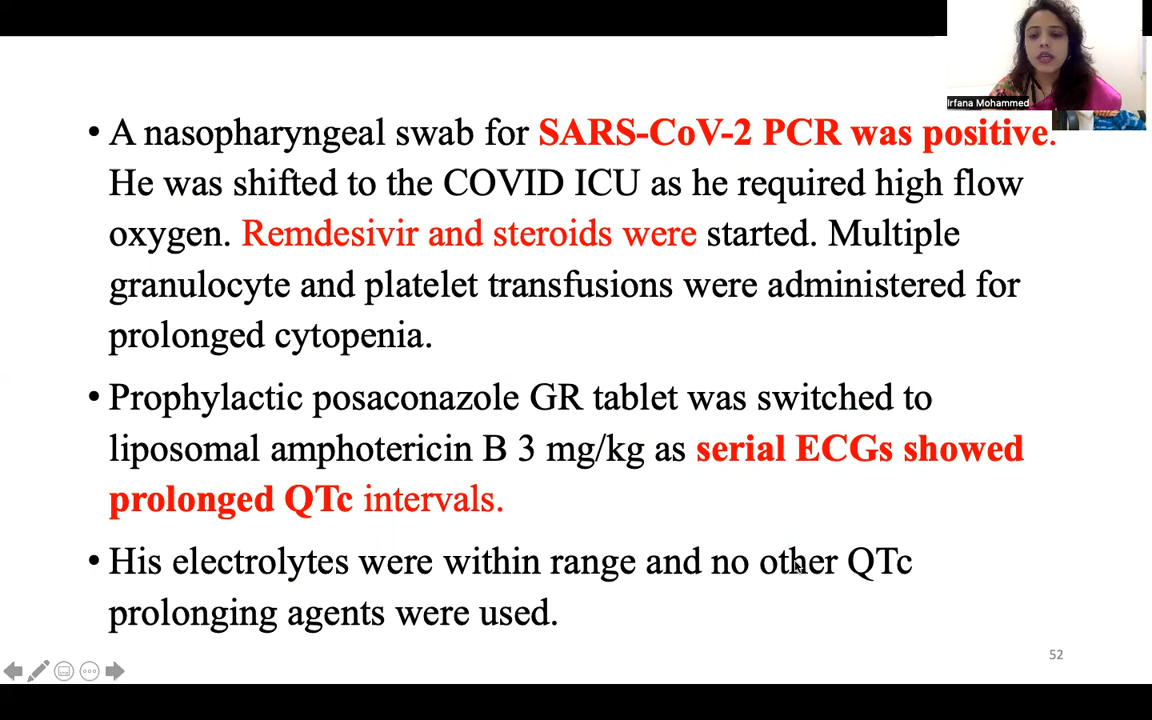 Irfana Mohammed
• A nasopharyngeal swab for SARS-CoV-2 PCR was positive.
He was shifted to the COVID ICU as he required high flow
oxygen. Remdesivir and steroids were started. Multiple
granulocyte and platelet transfusions were administered for
prolonged cytopenia.
• Prophylactic posaconazole GR tablet was switched to
liposomal amphotericin B 3 mg/kg as serial ECGs showed
prolonged QTc intervals.
• His electrolytes were within range and no other QTc
prolonging agents were used.
52